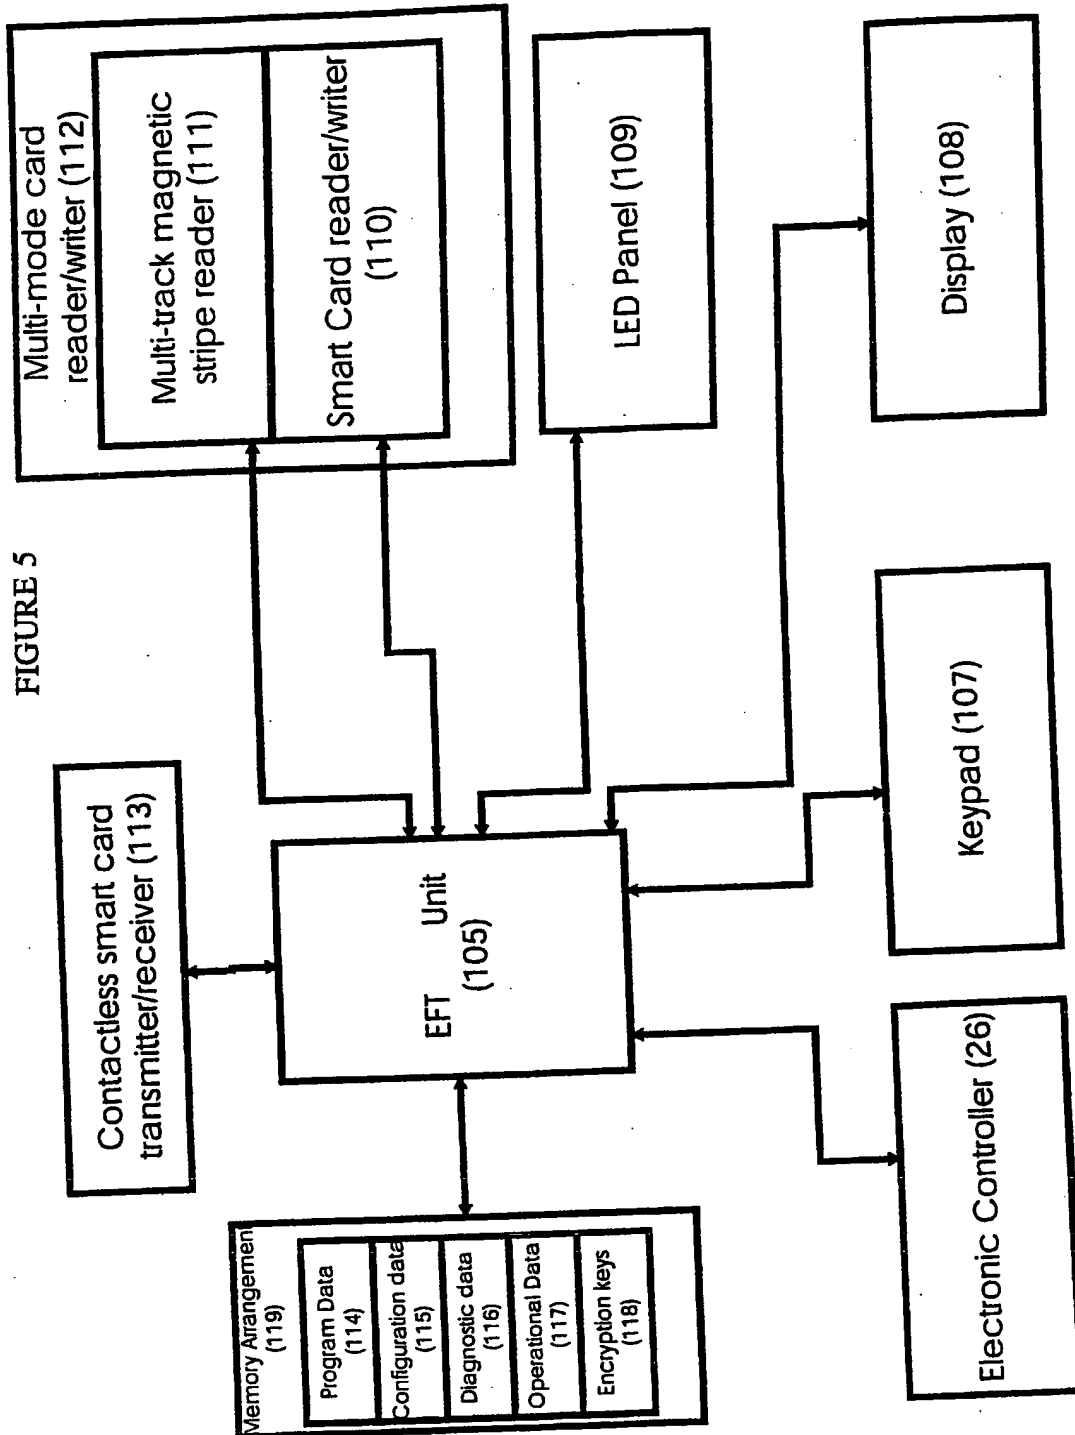 FIGURE 5
Contactless smart card
transmitter/receiver (113)
Multi-mode card
reader/writer (112)
Multi-track magnetic
stripe reader (111)
Smart Card reader/writer
(110)
Memory Arrangement
(119)
Program Data
(114)
Configuration data
(115)
Diagnostic data
(116)
Operational Data
(117)
Encryption keys
(118)
EFT Unit
(105)
LED Panel (109)
Electronic Controller (26)
Keypad (107)
Display (108)